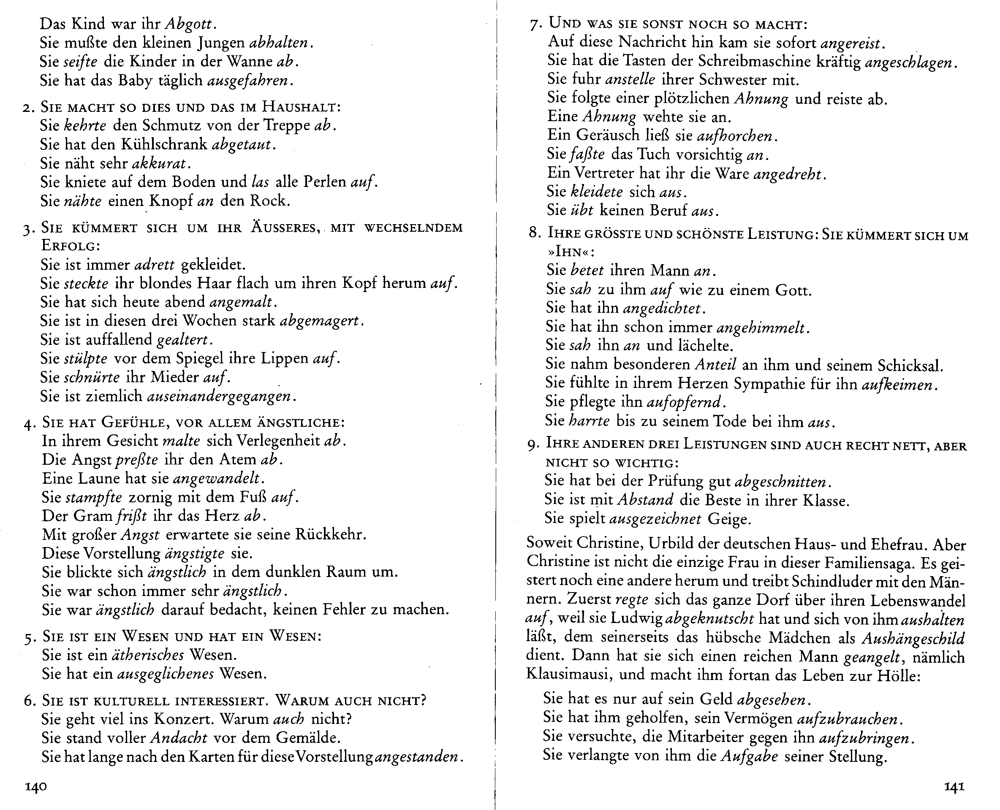 Das Kind war ihr Abgott.
Sie mußte den kleinen Jungen abhalten.
Sie seifte die Kinder in der Wanne ab.
Sie hat das Baby täglich ausgefahren.
2. Sie macht so dies und das im Haushalt:
Sie kehrte den Schmutz von der Treppe ab.
Sie hat den Kühlschrank abgetaut.
Sie näht sehr akkurat.
Sie kniete auf dem Boden und las alle Perlen auf.
Sie nähte einen Knopf an den Rock.
3. Sie kümmert sich um ihr Äusseres, mit wechselndem
Erfolg:
Sie ist immer adrett gekleidet.
Sie steckte ihr blondes Haar flach um ihren Kopf herum auf.
Sie hat sich heute abend angemalt.
Sie ist in diesen drei Wochen stark abgemagert.
Sie ist auffallend gealtert.
Sie stülpte vor dem Spiegel ihre Lippen auf.
Sie schnürte ihr Mieder auf.
Sie ist ziemlich auseinandergegangen.
4. Sie hat Gefühle, vor allem ängstliche:
In ihrem Gesicht malte sich Verlegenheit ab.
Die Angst preßte ihr den Atem ab.
Eine Laune hat sie angewandelt.
Sie stampfte zornig mit dem Fuß auf.
Der Gram frißt ihr das Herz ab.
Mit großer Angst erwartete sie seine Rückkehr.
Diese Vorstellung ängstigte sie.
Sie blickte sich ängstlich in dem dunklen Raum um.
Sie war schon immer sehr ängstlich.
Sie war ängstlich darauf bedacht, keinen Fehler zu machen.
5. Sie ist ein Wesen und hat ein Wesen:
Sie ist ein ätherisches Wesen.
Sie hat ein ausgeglichenes Wesen.
6. Sie ist kulturell interessiert. Warum auch nicht?
Sie geht viel ins Konzert. Warum auch nicht?
Sie stand voller Andacht vor dem Gemälde.
Sie hat lange nach den Karten für diese Vorstellung angestanden.
140
7. Und was sie sonst noch so macht:
Auf diese Nachricht hin kam sie sofort angereist.
Sie hat die Tasten der Schreibmaschine kräftig angeschlagen.
Sie fuhr anstelle ihrer Schwester mit.
Sie folgte einer plötzlichen Ahnung und reiste ab.
Eine Ahnung wehte sie an.
Ein Geräusch ließ sie aufhorchen.
Sie faßte das Tuch vorsichtig an.
Ein Vertreter hat ihr die Ware angedreht.
Sie kleidete sich aus.
Sie übt keinen Beruf aus.
8. Ihre grösste und schönste Leistung: Sie kümmert sich um
»Ihn«:
Sie betet ihren Mann an.
Sie sah zu ihm auf wie zu einem Gott.
Sie hat ihn angedichtet.
Sie hat ihn schon immer angehimmelt.
Sie sah ihn an und lächelte.
Sie nahm besonderen Anteil an ihm und seinem Schicksal.
Sie fühlte in ihrem Herzen Sympathie für ihn aufkeimen.
Sie pflegte ihn aufopfernd.
Sie harrte bis zu seinem Tode bei ihm aus.
9. Ihre anderen drei Leistungen sind auch recht nett, aber
nicht so wichtig:
Sie hat bei der Prüfung gut abgeschnitten.
Sie ist mit Abstand die Beste in ihrer Klasse.
Sie spielt ausgezeichnet Geige.
Soweit Christine, Urbild der deutschen Haus- und Ehefrau. Aber
Christine ist nicht die einzige Frau in dieser Familiensaga. Es gei-
stert noch eine andere herum und treibt Schindluder mit den Män-
nern. Zuerst regte sich das ganze Dorf über ihren Lebenswandel
auf, weil sie Ludwig abgeknutscht hat und sich von ihm aushalten
läßt, dem seinerseits das hübsche Mädchen als Aushängeschild
dient. Dann hat sie sich einen reichen Mann geangelt, nämlich
Klausimausi, und macht ihm fortan das Leben zur Hölle:
Sie hat es nur auf sein Geld abgesehen.
Sie hat ihm geholfen, sein Vermögen aufzubrauchen.
Sie versuchte, die Mitarbeiter gegen ihn aufzubringen.
Sie verlangte von ihm die Aufgabe seiner Stellung.
141